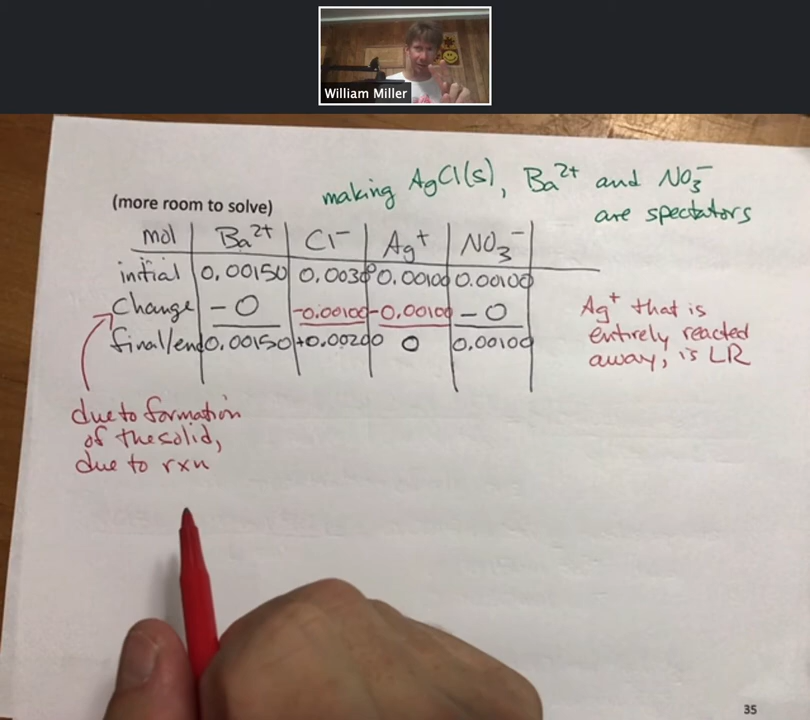 William Miller
making AgCl(s), Ba²⁺ and NO₃⁻
are spectators
(more room to solve)
mol Ba²⁺ Cl⁻ Ag⁺ NO₃⁻
initial 0.00150 0.00300 0.00100 0.00100
Change - 0 -0.00100 -0.00100 - 0
final/end 0.00150 +0.00200 0 0.00100
Ag⁺ that is
entirely reacted
away, is LR
due to formation
of the solid,
due to rxn
35